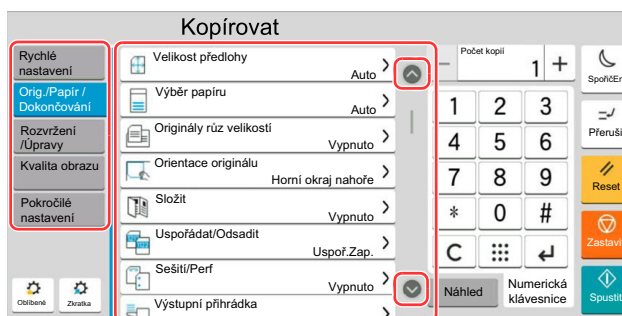 Kopírovat
Rychlé
nastavení
Orig./Papír /
Dokončování
Rozvržení
/Úpravy
Kvalita obrazu
Pokročilé
nastavení
Oblíbené
Zkratka
Velikost předlohy
Auto
Výběr papíru
Auto
Originály růz velikostí
Vypnuto
Orientace originálu
Horní okraj nahoře
Složit
Vypnuto
Uspořádat/Odsadit
Uspoř.Zap.
Sešití/Perf
Vypnuto
Výstupní přihrádka
Počet kopií
− 1 +
1 2 3
4 5 6
7 8 9
* 0 #
C
Náhled
Numerická
klávesnice
SpořičEn
Přeruši
Reset
Zastavi
Spustit